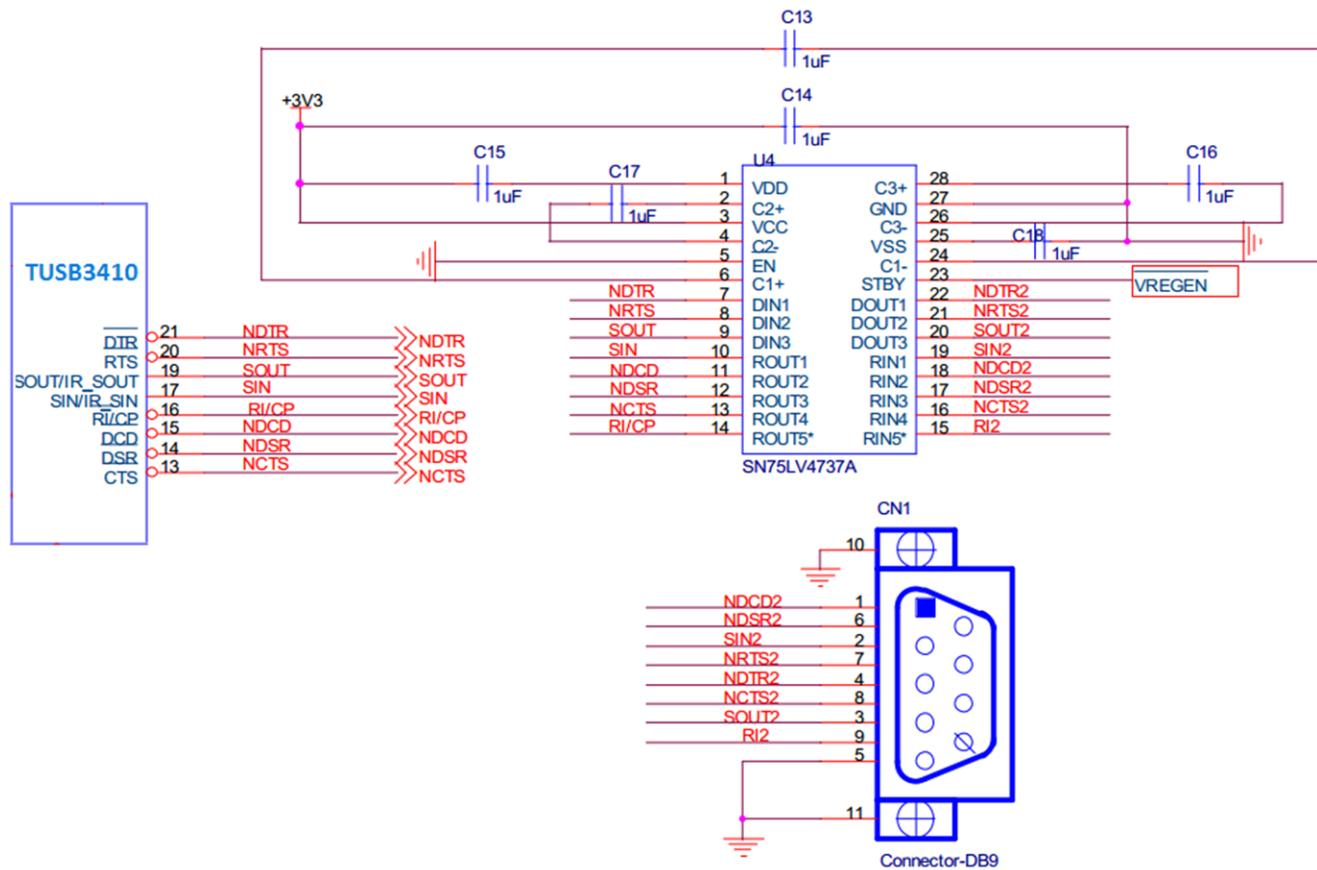 C13
1uF
+3V3
C14
1uF
C15
1uF
C17
1uF
C16
1uF
C18
1uF
U4
1 VDD C3+ 28
2 C2+ GND 27
3 VCC C3- 26
4 C2- VSS 25
5 EN C1- 24
6 C1+ STBY 23
VREGEN
NDTR 7 DIN1 DOUT1 22 NDTR2
NRTS 8 DIN2 DOUT2 21 NRTS2
SOUT 9 DIN3 DOUT3 20 SOUT2
SIN 10 ROUT1 RIN1 19 SIN2
NDCD 11 ROUT2 RIN2 18 NDCD2
NDSR 12 ROUT3 RIN3 17 NDSR2
NCTS 13 ROUT4 RIN4 16 NCTS2
RI/CP 14 ROUT5* RIN5* 15 RI2
SN75LV4737A
TUSB3410
DTR 21 NDTR NDTR
RTS 20 NRTS NRTS
SOUT/IR_SOUT 19 SOUT SOUT
SIN/IR_SIN 17 SIN SIN
RI/CP 16 RI/CP RI/CP
DCD 15 NDCD NDCD
DSR 14 NDSR NDSR
CTS 13 NCTS NCTS
CN1
10
NDCD2 1
NDSR2 6
SIN2 2
NRTS2 7
NDTR2 4
NCTS2 8
SOUT2 3
RI2 9
5
11
Connector-DB9